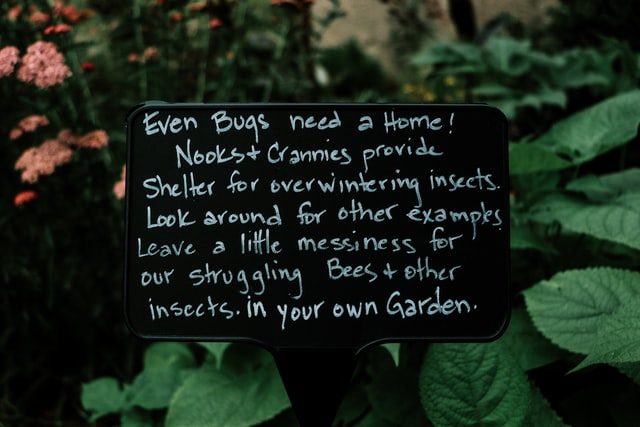 Even Bugs need a Home!
Nooks + Crannies provide
Shelter for overwintering insects.
Look around for other examples
Leave a little messiness for
our struggling Bees + other
insects. in your own Garden.